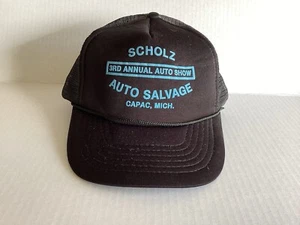 SCHOLZ
3RD ANNUAL AUTO SHOW
AUTO SALVAGE
CAPAC, MICH.